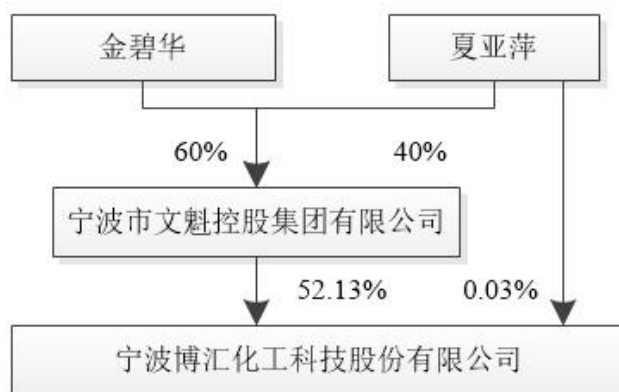 金碧华
夏亚萍
60%
40%
宁波市文魁控股集团有限公司
52.13%
0.03%
宁波博汇化工科技股份有限公司